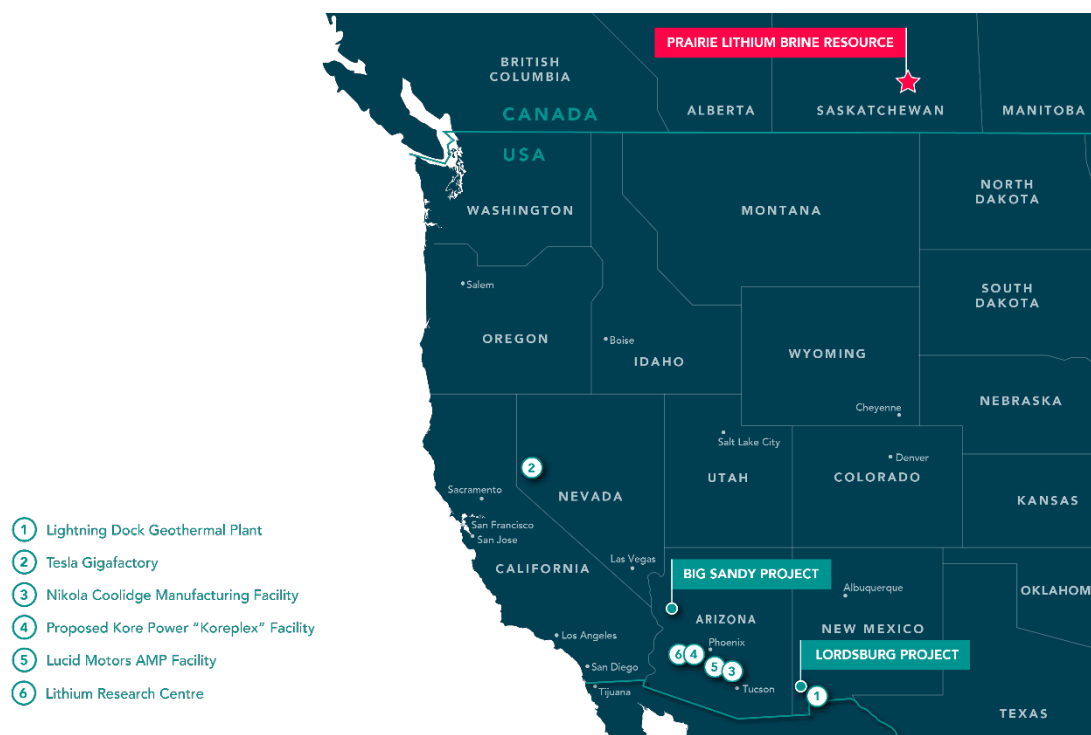 PRAIRIE LITHIUM BRINE RESOURCE
BRITISH
COLUMBIA
ALBERTA
SASKATCHEWAN
MANITOBA
CANADA
USA
WASHINGTON
MONTANA
NORTH
DAKOTA
Salem
SOUTH
DAKOTA
OREGON
Boise
IDAHO
WYOMING
NEBRASKA
Cheyenne
Salt Lake City
Denver
UTAH
COLORADO
2
NEVADA
KANSAS
Sacramento
San Francisco
San Jose
CALIFORNIA
Las Vegas
BIG SANDY PROJECT
Albuquerque
OKLAHOM
ARIZONA
NEW MEXICO
Los Angeles
Phoenix
6 4
5 3
LORDSBURG PROJECT
San Diego
Tijuana
Tucson
1
TEXAS
1 Lightning Dock Geothermal Plant
2 Tesla Gigafactory
3 Nikola Coolidge Manufacturing Facility
4 Proposed Kore Power “Koreplex” Facility
5 Lucid Motors AMP Facility
6 Lithium Research Centre